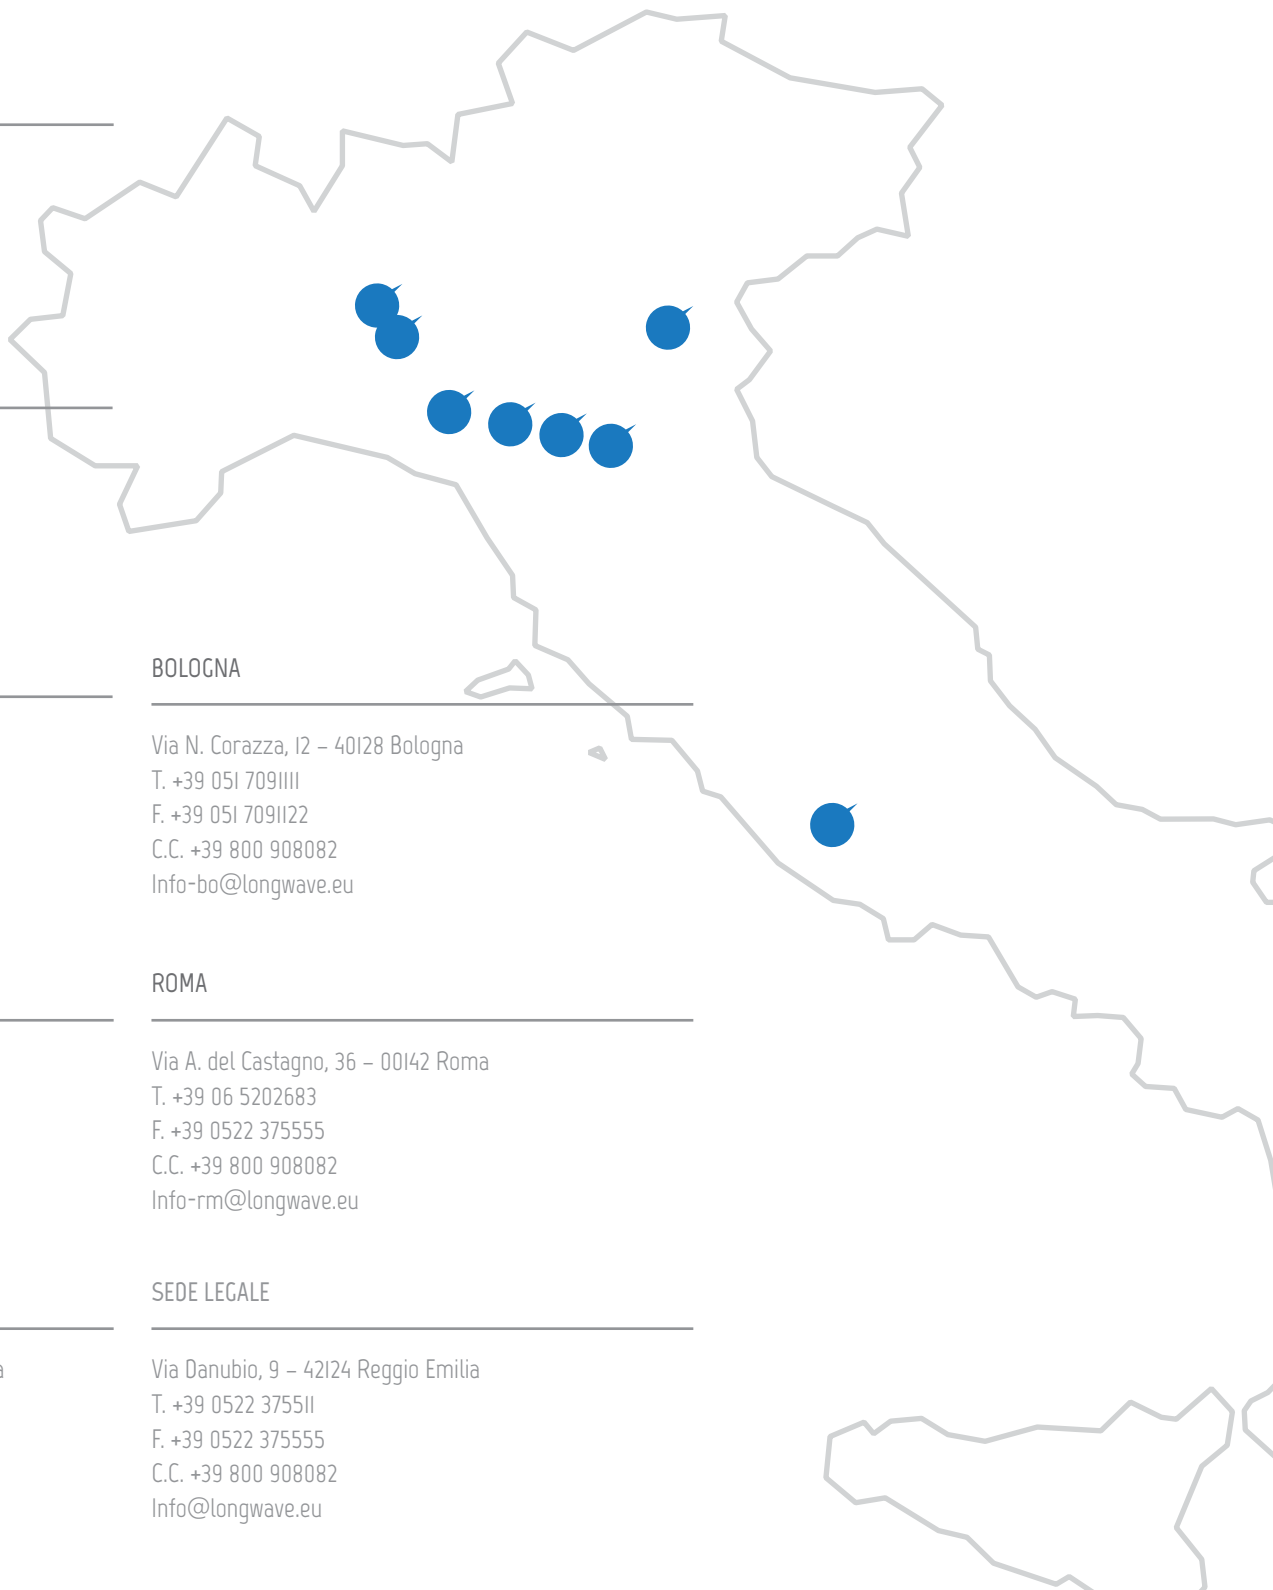 BOLOGNA
Via N. Corazza, 12 – 40128 Bologna
T. +39 051 7091111
F. +39 051 7091122
C.C. +39 800 908082
Info-bo@longwave.eu
ROMA
Via A. del Castagno, 36 – 00142 Roma
T. +39 06 5202683
F. +39 0522 375555
C.C. +39 800 908082
Info-rm@longwave.eu
SEDE LEGALE
a
Via Danubio, 9 – 42124 Reggio Emilia
T. +39 0522 375511
F. +39 0522 375555
C.C. +39 800 908082
Info@longwave.eu